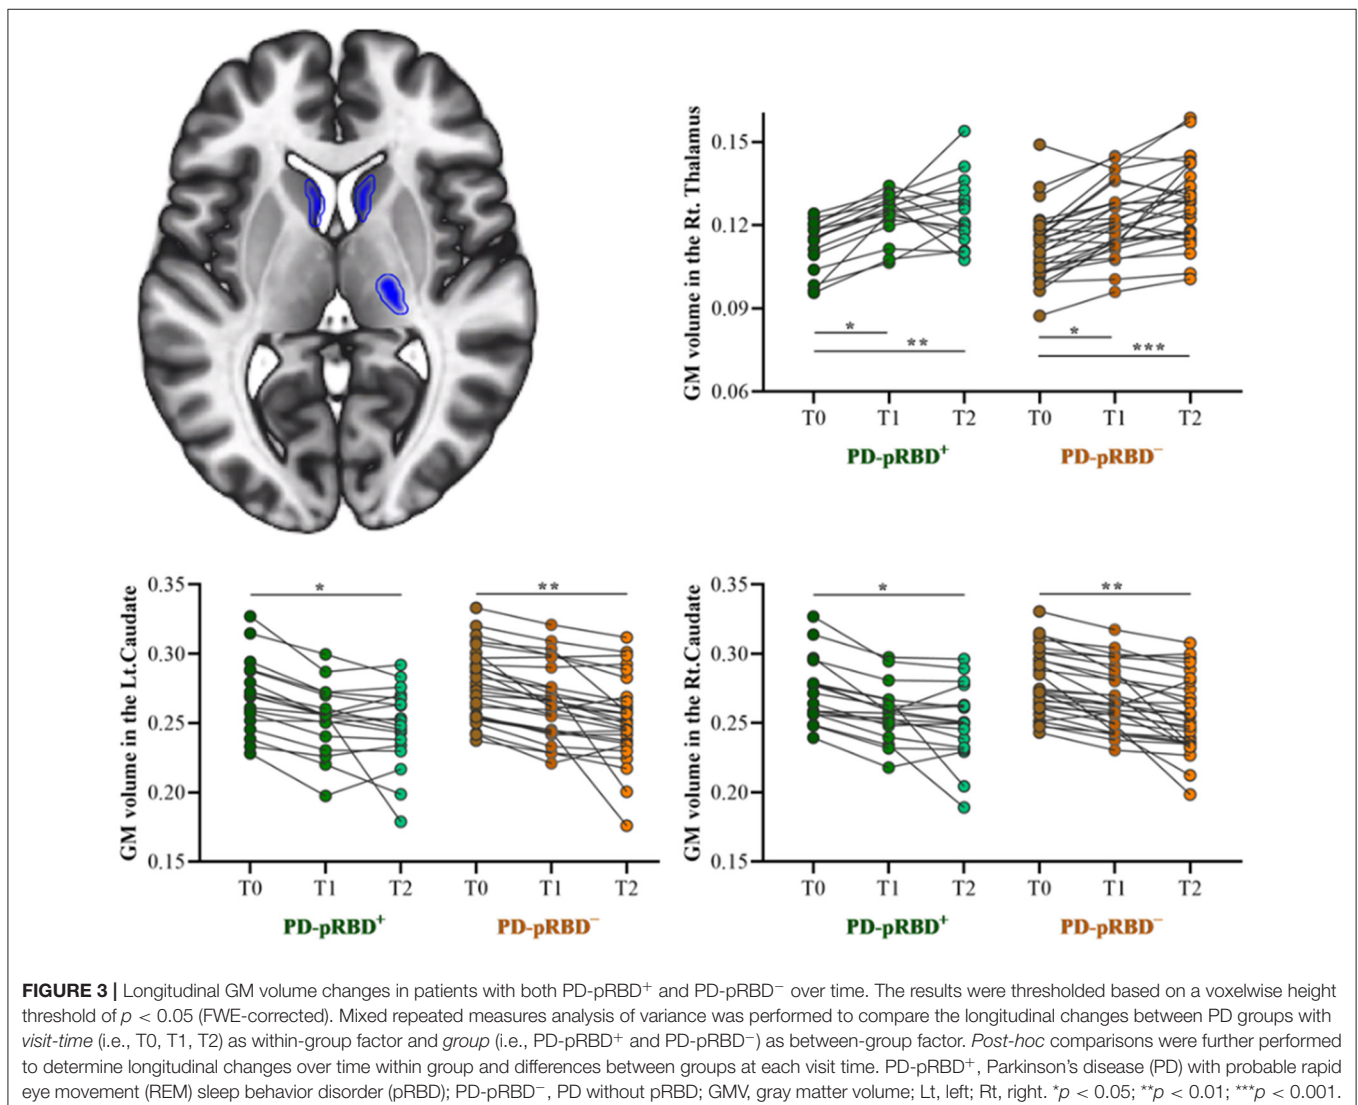 GM volume in the Rt. Thalamus
0.15
0.12
0.09
0.06
*
**
*
***
T0 T1 T2 T0 T1 T2
PD-pRBD⁺ PD-pRBD⁻
GM volume in the Lt.Caudate
0.35
0.30
0.25
0.20
0.15
*
**
T0 T1 T2 T0 T1 T2
PD-pRBD⁺ PD-pRBD⁻
GM volume in the Rt.Caudate
0.35
0.30
0.25
0.20
0.15
*
**
T0 T1 T2 T0 T1 T2
PD-pRBD⁺ PD-pRBD⁻
FIGURE 3 | Longitudinal GM volume changes in patients with both PD-pRBD⁺ and PD-pRBD⁻ over time. The results were thresholded based on a voxelwise height
threshold of p < 0.05 (FWE-corrected). Mixed repeated measures analysis of variance was performed to compare the longitudinal changes between PD groups with
visit-time (i.e., T0, T1, T2) as within-group factor and group (i.e., PD-pRBD⁺ and PD-pRBD⁻) as between-group factor. Post-hoc comparisons were further performed
to determine longitudinal changes over time within group and differences between groups at each visit time. PD-pRBD⁺, Parkinson's disease (PD) with probable rapid
eye movement (REM) sleep behavior disorder (pRBD); PD-pRBD⁻, PD without pRBD; GMV, gray matter volume; Lt, left; Rt, right. *p < 0.05; **p < 0.01; ***p < 0.001.